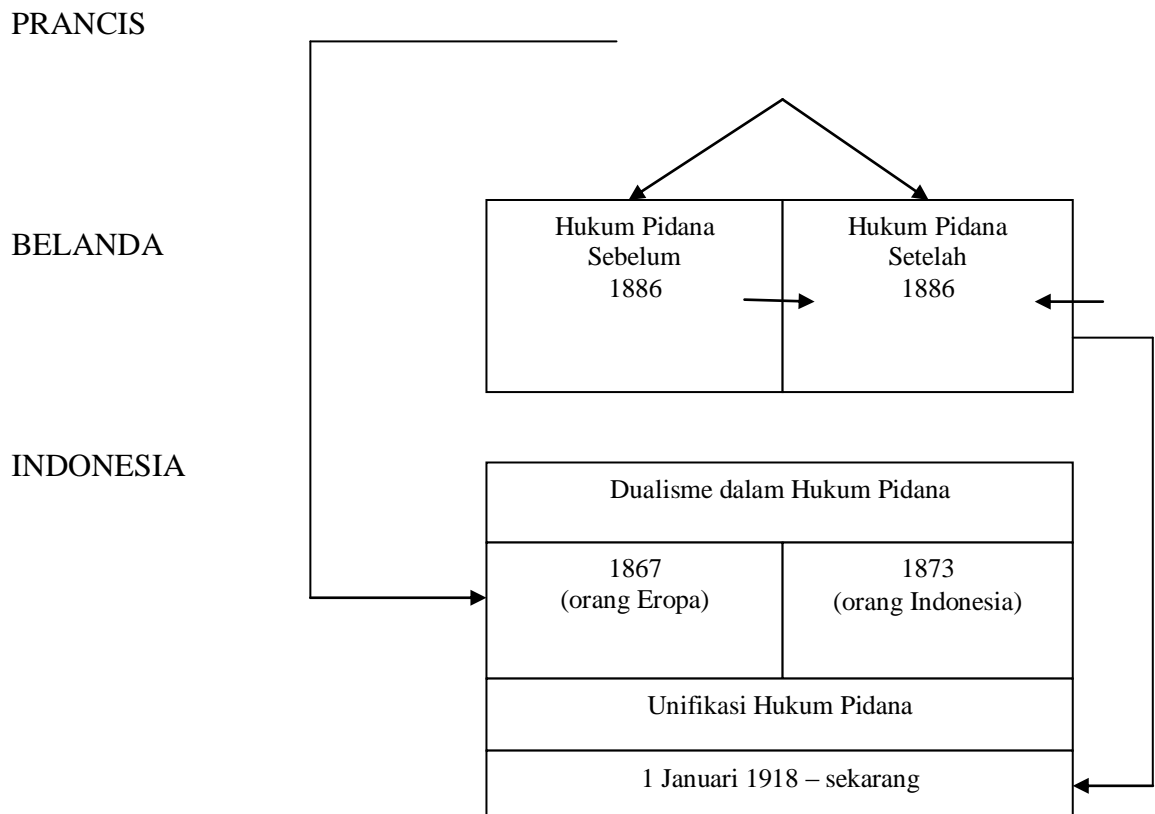 PRANCIS
BELANDA
Hukum Pidana
Sebelum
1886
Hukum Pidana
Setelah
1886
INDONESIA
Dualisme dalam Hukum Pidana
1867
(orang Eropa)
1873
(orang Indonesia)
Unifikasi Hukum Pidana
1 Januari 1918 – sekarang